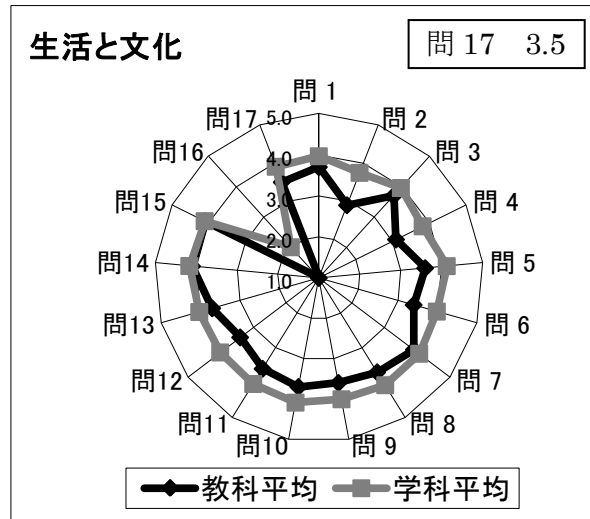 生活と文化
問 17 3.5
問 1
問 2
問 3
問 4
問 5
問 6
問 7
問 8
問 9
問10
問11
問12
問13
問14
問15
問16
問17
5.0
4.0
3.0
2.0
1.0
教科平均
学科平均